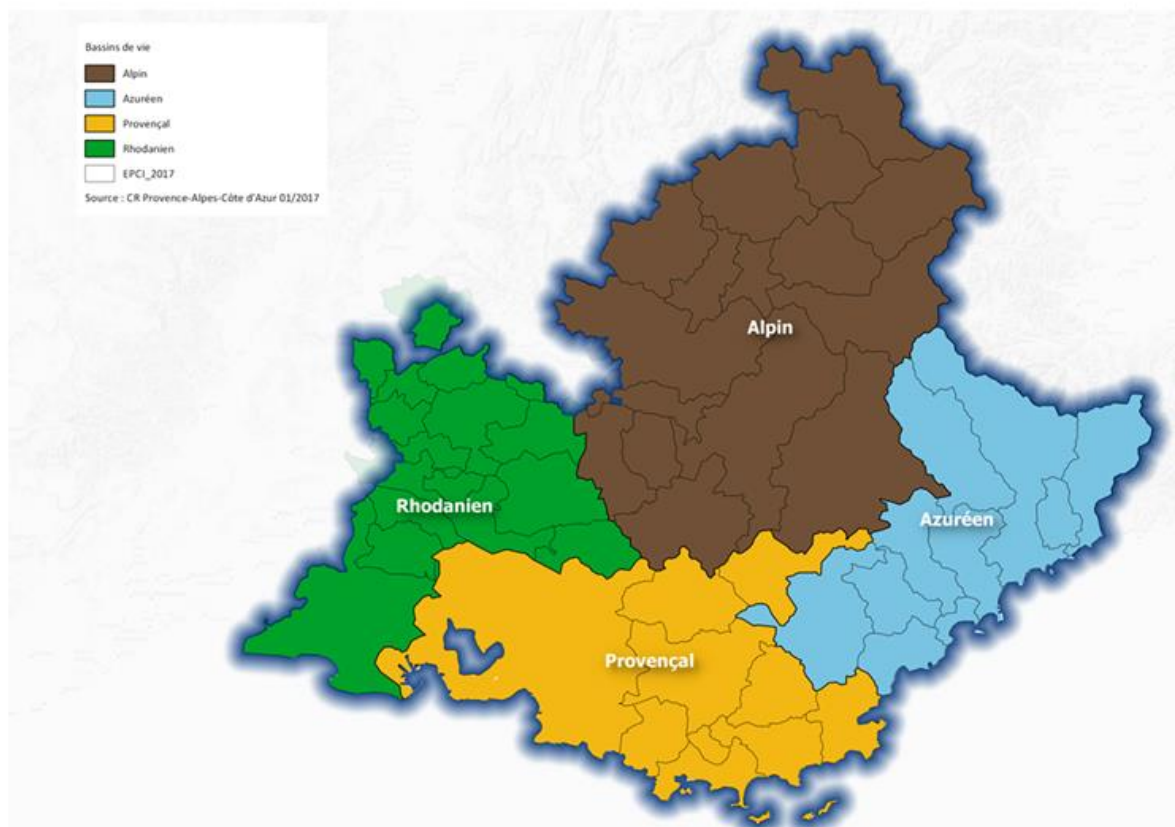 Bassins de vie
Alpin
Azuréen
Provençal
Rhodanien
EPCI_2017
Source : CR Provence-Alpes-Côte d'Azur 01/2017
Alpin
Rhodanien
Azuréen
Provençal